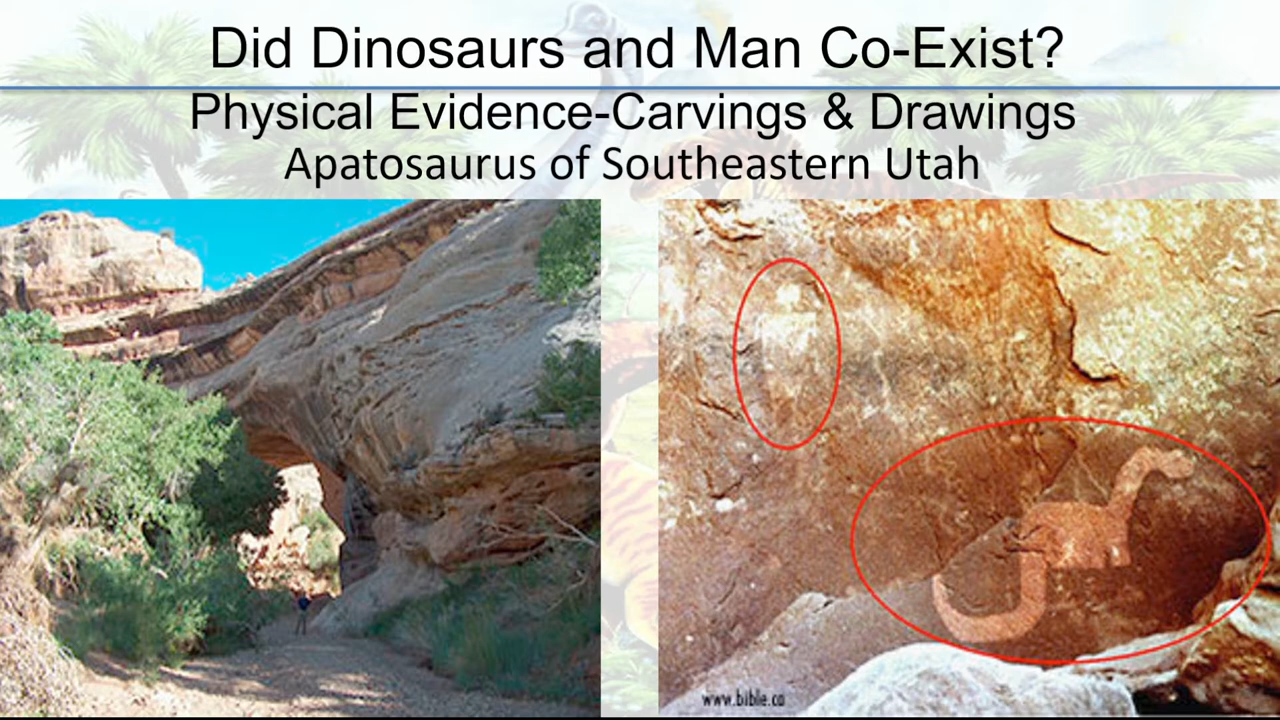 Did Dinosaurs and Man Co-Exist?
Physical Evidence-Carvings & Drawings
Apatosaurus of Southeastern Utah
www.bible.ca